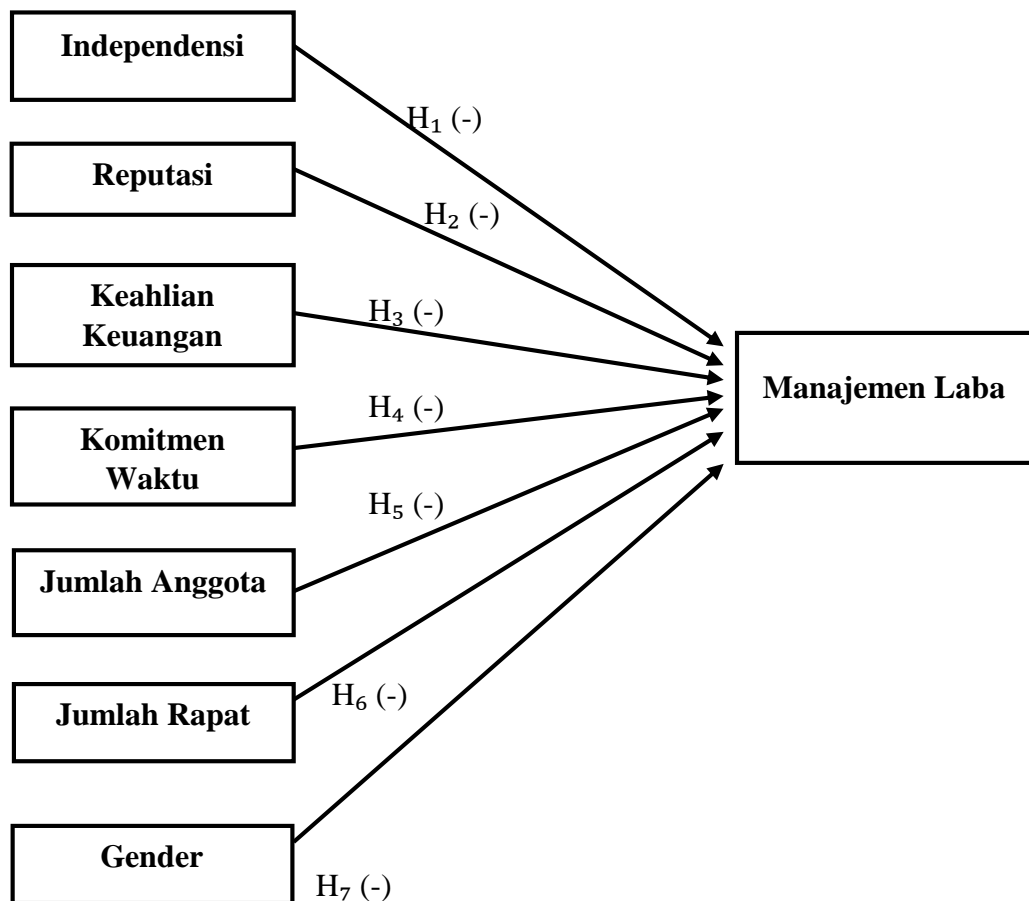 Independensi
H₁ (-)
Reputasi
H₂ (-)
Keahlian
Keuangan
H₃ (-)
Manajemen Laba
Komitmen
Waktu
H₄ (-)
H₅ (-)
Jumlah Anggota
Jumlah Rapat
H₆ (-)
Gender
H₇ (-)